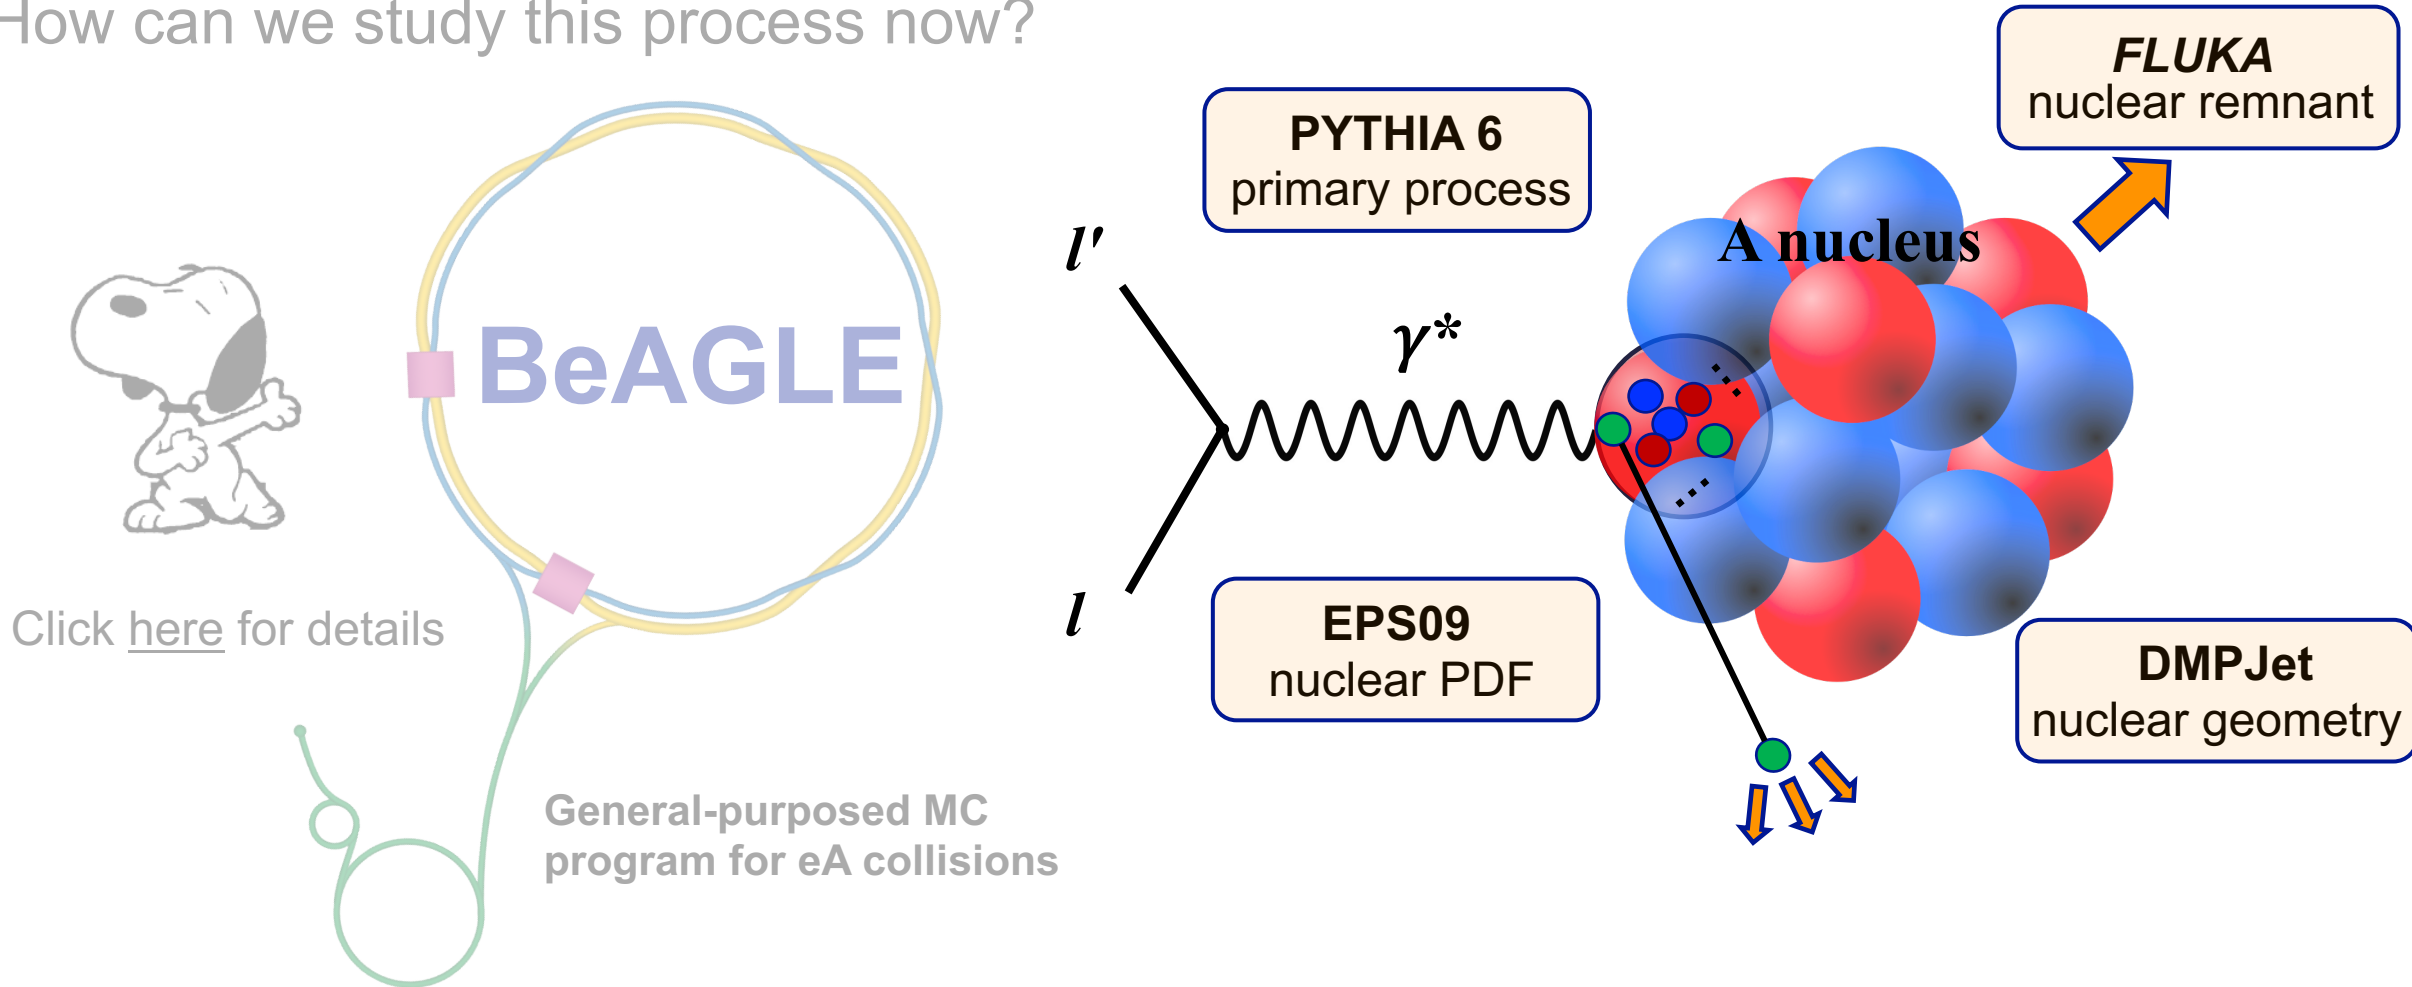 How can we study this process now?
FLUKA
nuclear remnant
PYTHIA 6
primary process
A nucleus
l'
γ*
BeAGLE
l
Click here for details
EPS09
nuclear PDF
DMPJet
nuclear geometry
General-purposed MC
program for eA collisions